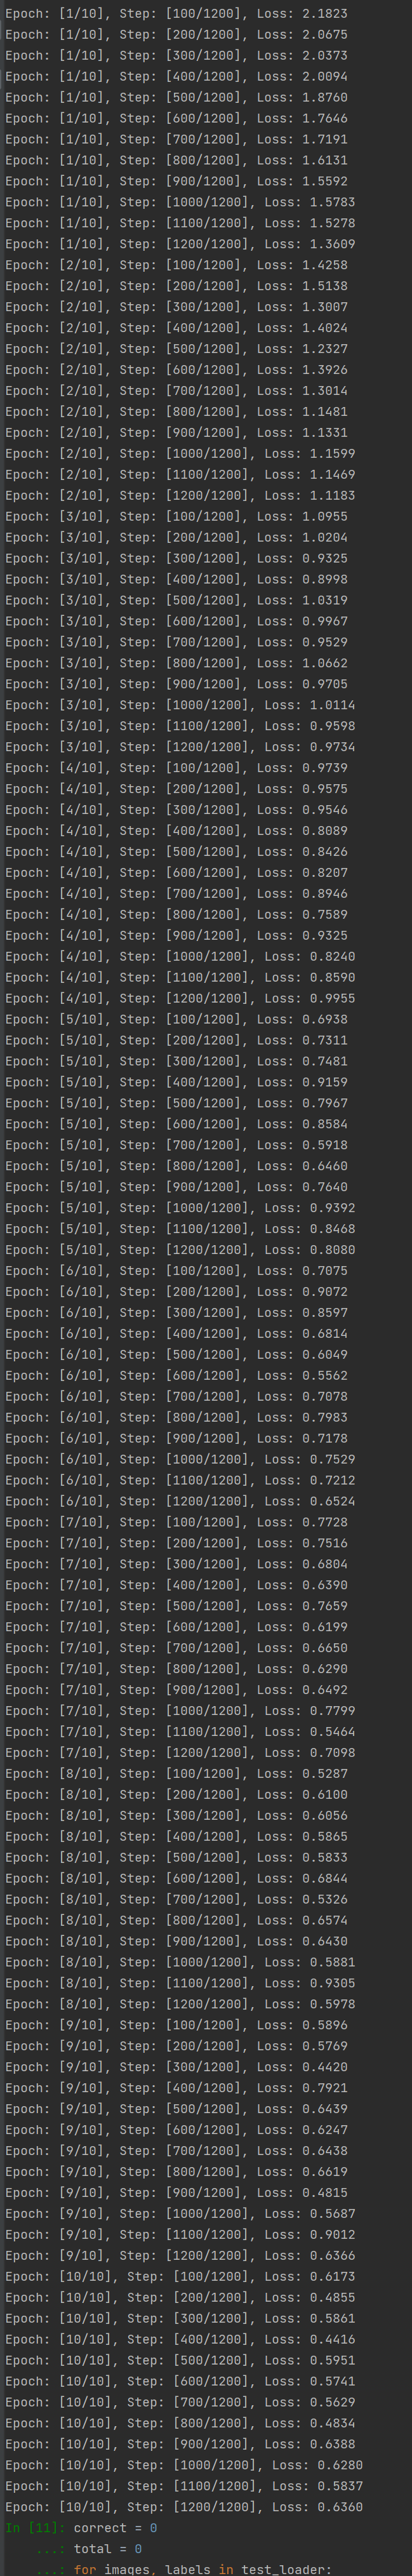 Epoch: [1/10], Step: [100/1200], Loss: 2.1823
Epoch: [1/10], Step: [200/1200], Loss: 2.0675
Epoch: [1/10], Step: [300/1200], Loss: 2.0373
Epoch: [1/10], Step: [400/1200], Loss: 2.0094
Epoch: [1/10], Step: [500/1200], Loss: 1.8760
Epoch: [1/10], Step: [600/1200], Loss: 1.7646
Epoch: [1/10], Step: [700/1200], Loss: 1.7191
Epoch: [1/10], Step: [800/1200], Loss: 1.6131
Epoch: [1/10], Step: [900/1200], Loss: 1.5592
Epoch: [1/10], Step: [1000/1200], Loss: 1.5783
Epoch: [1/10], Step: [1100/1200], Loss: 1.5278
Epoch: [1/10], Step: [1200/1200], Loss: 1.3609
Epoch: [2/10], Step: [100/1200], Loss: 1.4258
Epoch: [2/10], Step: [200/1200], Loss: 1.5138
Epoch: [2/10], Step: [300/1200], Loss: 1.3007
Epoch: [2/10], Step: [400/1200], Loss: 1.4024
Epoch: [2/10], Step: [500/1200], Loss: 1.2327
Epoch: [2/10], Step: [600/1200], Loss: 1.3926
Epoch: [2/10], Step: [700/1200], Loss: 1.3014
Epoch: [2/10], Step: [800/1200], Loss: 1.1481
Epoch: [2/10], Step: [900/1200], Loss: 1.1331
Epoch: [2/10], Step: [1000/1200], Loss: 1.1599
Epoch: [2/10], Step: [1100/1200], Loss: 1.1469
Epoch: [2/10], Step: [1200/1200], Loss: 1.1183
Epoch: [3/10], Step: [100/1200], Loss: 1.0955
Epoch: [3/10], Step: [200/1200], Loss: 1.0204
Epoch: [3/10], Step: [300/1200], Loss: 0.9325
Epoch: [3/10], Step: [400/1200], Loss: 0.8998
Epoch: [3/10], Step: [500/1200], Loss: 1.0319
Epoch: [3/10], Step: [600/1200], Loss: 0.9967
Epoch: [3/10], Step: [700/1200], Loss: 0.9529
Epoch: [3/10], Step: [800/1200], Loss: 1.0662
Epoch: [3/10], Step: [900/1200], Loss: 0.9705
Epoch: [3/10], Step: [1000/1200], Loss: 1.0114
Epoch: [3/10], Step: [1100/1200], Loss: 0.9598
Epoch: [3/10], Step: [1200/1200], Loss: 0.9734
Epoch: [4/10], Step: [100/1200], Loss: 0.9739
Epoch: [4/10], Step: [200/1200], Loss: 0.9575
Epoch: [4/10], Step: [300/1200], Loss: 0.9546
Epoch: [4/10], Step: [400/1200], Loss: 0.8089
Epoch: [4/10], Step: [500/1200], Loss: 0.8426
Epoch: [4/10], Step: [600/1200], Loss: 0.8207
Epoch: [4/10], Step: [700/1200], Loss: 0.8946
Epoch: [4/10], Step: [800/1200], Loss: 0.7589
Epoch: [4/10], Step: [900/1200], Loss: 0.9325
Epoch: [4/10], Step: [1000/1200], Loss: 0.8240
Epoch: [4/10], Step: [1100/1200], Loss: 0.8590
Epoch: [4/10], Step: [1200/1200], Loss: 0.9955
Epoch: [5/10], Step: [100/1200], Loss: 0.6938
Epoch: [5/10], Step: [200/1200], Loss: 0.7311
Epoch: [5/10], Step: [300/1200], Loss: 0.7481
Epoch: [5/10], Step: [400/1200], Loss: 0.9159
Epoch: [5/10], Step: [500/1200], Loss: 0.7967
Epoch: [5/10], Step: [600/1200], Loss: 0.8584
Epoch: [5/10], Step: [700/1200], Loss: 0.5918
Epoch: [5/10], Step: [800/1200], Loss: 0.6460
Epoch: [5/10], Step: [900/1200], Loss: 0.7640
Epoch: [5/10], Step: [1000/1200], Loss: 0.9392
Epoch: [5/10], Step: [1100/1200], Loss: 0.8468
Epoch: [5/10], Step: [1200/1200], Loss: 0.8080
Epoch: [6/10], Step: [100/1200], Loss: 0.7075
Epoch: [6/10], Step: [200/1200], Loss: 0.9072
Epoch: [6/10], Step: [300/1200], Loss: 0.8597
Epoch: [6/10], Step: [400/1200], Loss: 0.6814
Epoch: [6/10], Step: [500/1200], Loss: 0.6049
Epoch: [6/10], Step: [600/1200], Loss: 0.5562
Epoch: [6/10], Step: [700/1200], Loss: 0.7078
Epoch: [6/10], Step: [800/1200], Loss: 0.7983
Epoch: [6/10], Step: [900/1200], Loss: 0.7178
Epoch: [6/10], Step: [1000/1200], Loss: 0.7529
Epoch: [6/10], Step: [1100/1200], Loss: 0.7212
Epoch: [6/10], Step: [1200/1200], Loss: 0.6524
Epoch: [7/10], Step: [100/1200], Loss: 0.7728
Epoch: [7/10], Step: [200/1200], Loss: 0.7516
Epoch: [7/10], Step: [300/1200], Loss: 0.6804
Epoch: [7/10], Step: [400/1200], Loss: 0.6390
Epoch: [7/10], Step: [500/1200], Loss: 0.7659
Epoch: [7/10], Step: [600/1200], Loss: 0.6199
Epoch: [7/10], Step: [700/1200], Loss: 0.6650
Epoch: [7/10], Step: [800/1200], Loss: 0.6290
Epoch: [7/10], Step: [900/1200], Loss: 0.6492
Epoch: [7/10], Step: [1000/1200], Loss: 0.7799
Epoch: [7/10], Step: [1100/1200], Loss: 0.5464
Epoch: [7/10], Step: [1200/1200], Loss: 0.7098
Epoch: [8/10], Step: [100/1200], Loss: 0.5287
Epoch: [8/10], Step: [200/1200], Loss: 0.6100
Epoch: [8/10], Step: [300/1200], Loss: 0.6056
Epoch: [8/10], Step: [400/1200], Loss: 0.5865
Epoch: [8/10], Step: [500/1200], Loss: 0.5833
Epoch: [8/10], Step: [600/1200], Loss: 0.6844
Epoch: [8/10], Step: [700/1200], Loss: 0.5326
Epoch: [8/10], Step: [800/1200], Loss: 0.6574
Epoch: [8/10], Step: [900/1200], Loss: 0.6430
Epoch: [8/10], Step: [1000/1200], Loss: 0.5881
Epoch: [8/10], Step: [1100/1200], Loss: 0.9305
Epoch: [8/10], Step: [1200/1200], Loss: 0.5978
Epoch: [9/10], Step: [100/1200], Loss: 0.5896
Epoch: [9/10], Step: [200/1200], Loss: 0.5769
Epoch: [9/10], Step: [300/1200], Loss: 0.4420
Epoch: [9/10], Step: [400/1200], Loss: 0.7921
Epoch: [9/10], Step: [500/1200], Loss: 0.6439
Epoch: [9/10], Step: [600/1200], Loss: 0.6247
Epoch: [9/10], Step: [700/1200], Loss: 0.6438
Epoch: [9/10], Step: [800/1200], Loss: 0.6619
Epoch: [9/10], Step: [900/1200], Loss: 0.4815
Epoch: [9/10], Step: [1000/1200], Loss: 0.5687
Epoch: [9/10], Step: [1100/1200], Loss: 0.9012
Epoch: [9/10], Step: [1200/1200], Loss: 0.6366
Epoch: [10/10], Step: [100/1200], Loss: 0.6173
Epoch: [10/10], Step: [200/1200], Loss: 0.4855
Epoch: [10/10], Step: [300/1200], Loss: 0.5861
Epoch: [10/10], Step: [400/1200], Loss: 0.4416
Epoch: [10/10], Step: [500/1200], Loss: 0.5951
Epoch: [10/10], Step: [600/1200], Loss: 0.5741
Epoch: [10/10], Step: [700/1200], Loss: 0.5629
Epoch: [10/10], Step: [800/1200], Loss: 0.4834
Epoch: [10/10], Step: [900/1200], Loss: 0.6388
Epoch: [10/10], Step: [1000/1200], Loss: 0.6280
Epoch: [10/10], Step: [1100/1200], Loss: 0.5837
Epoch: [10/10], Step: [1200/1200], Loss: 0.6360
In [11]: correct = 0
...: total = 0
...: for images, labels in test_loader: